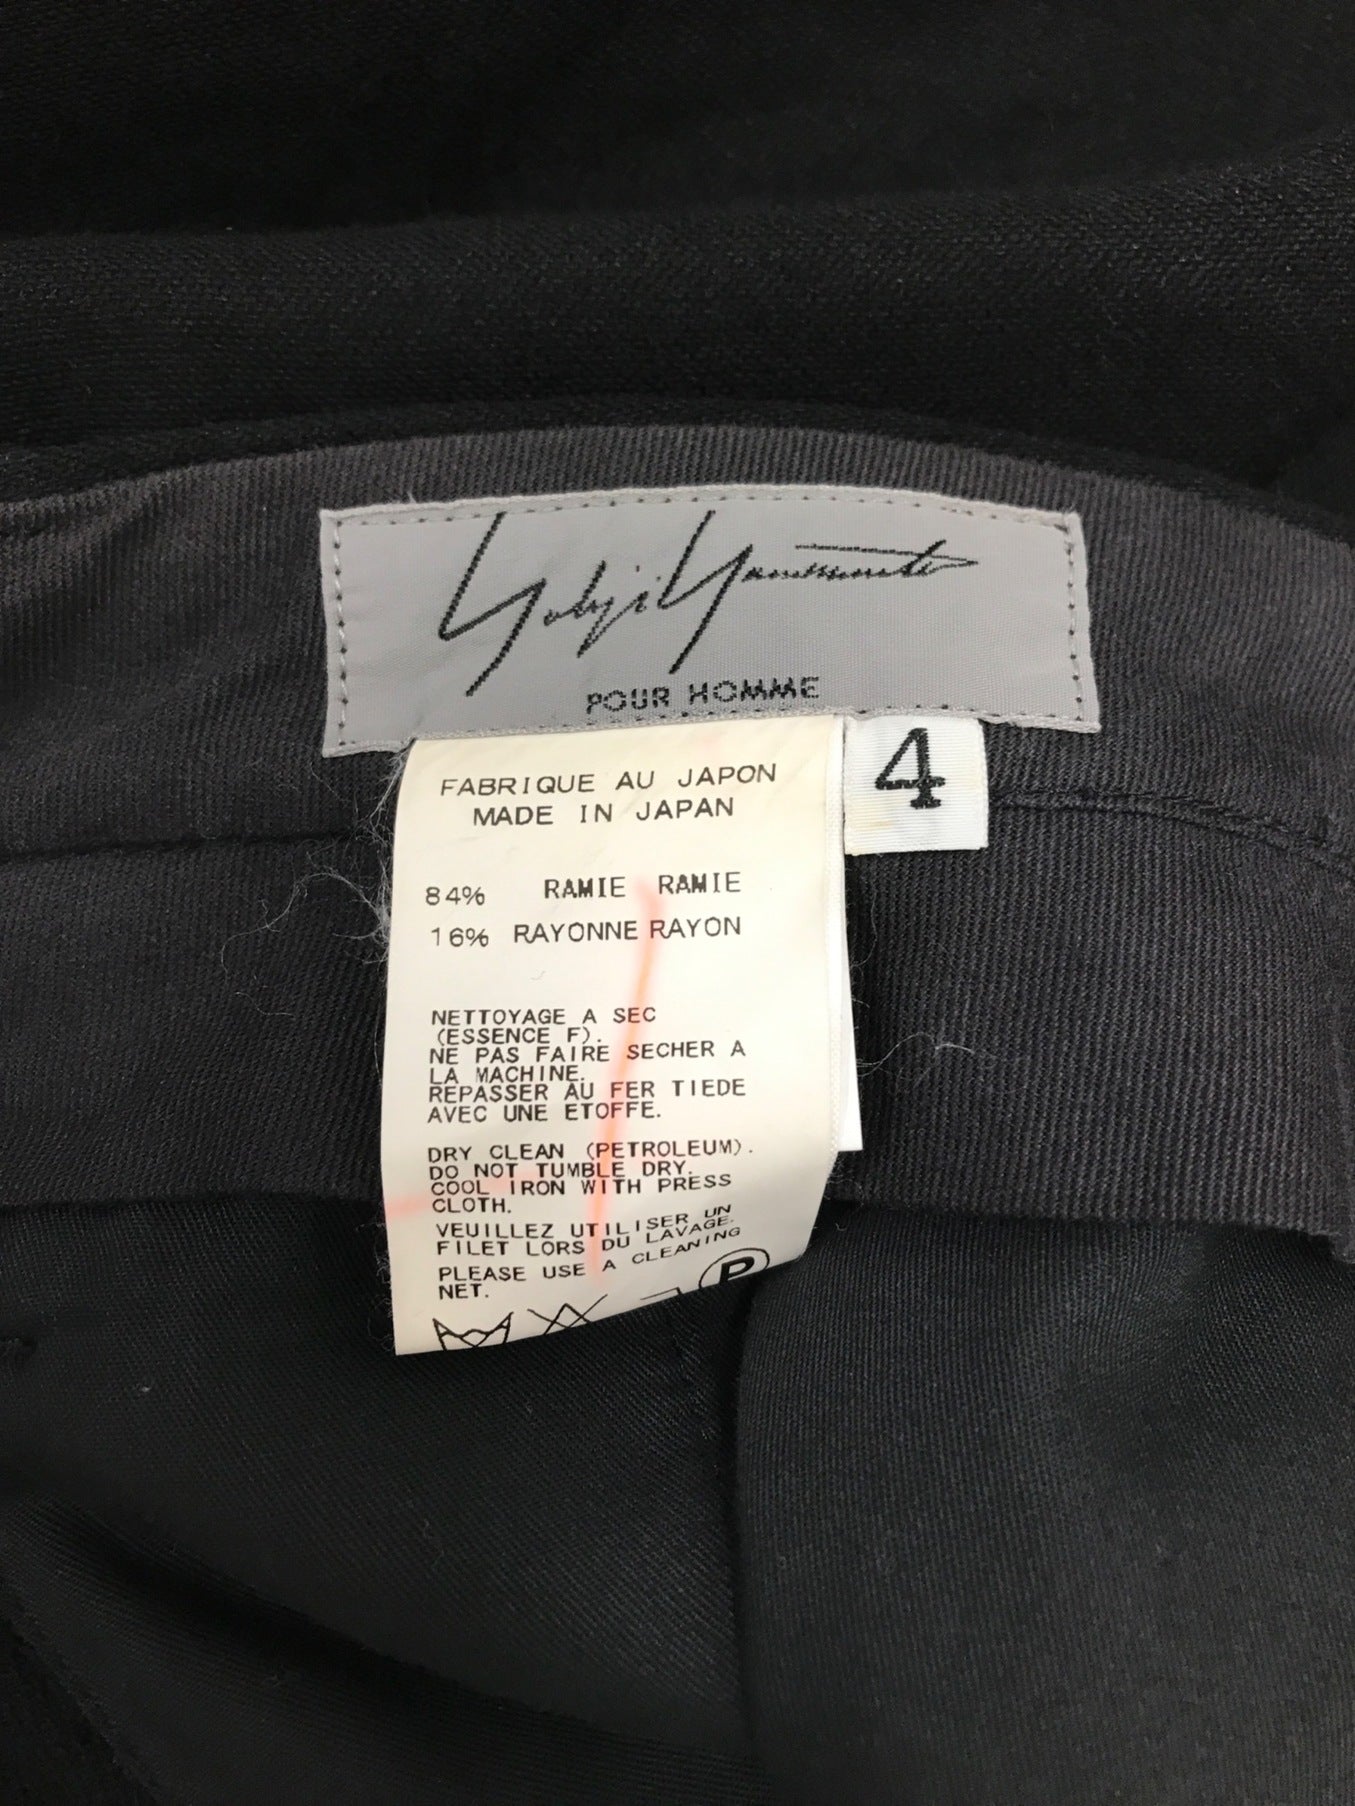 Yohji Yamamoto
POUR HOMME
4
FABRIQUE AU JAPON
MADE IN JAPAN
84% RAMIE RAMIE
16% RAYONNE RAYON
NETTOYAGE A SEC
(ESSENCE F).
NE PAS FAIRE SECHER A
LA MACHINE.
REPASSER AU FER TIEDE
AVEC UNE ETOFFE.
DRY CLEAN (PETROLEUM).
DO NOT TUMBLE DRY.
COOL IRON WITH PRESS
CLOTH.
VEUILLEZ UTILISER UN
FILET LORS DU LAVAGE.
PLEASE USE A CLEANING
NET.
P